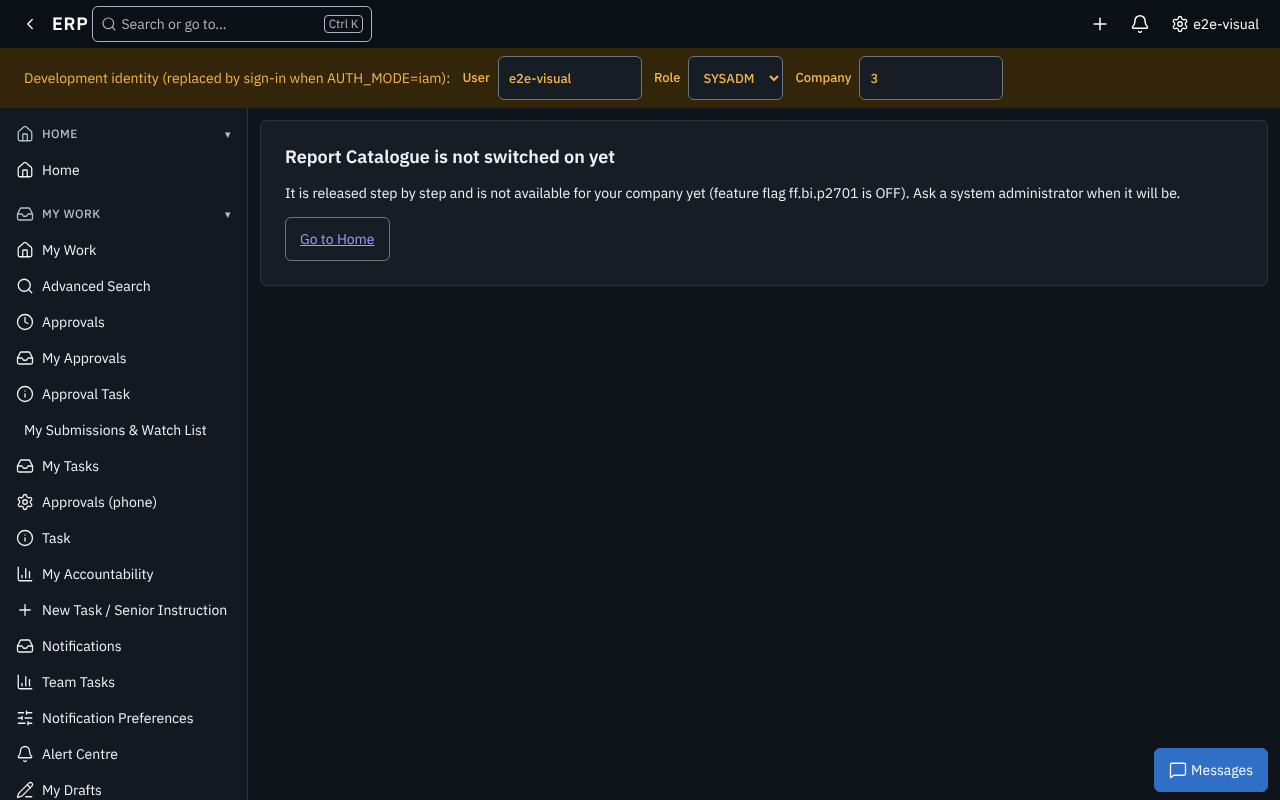 ERP
Search or go to...
Ctrl K
e2e-visual
Development identity (replaced by sign-in when AUTH_MODE=iam):
User
e2e-visual
Role
SYSADM
Company
3
HOME
Home
MY WORK
My Work
Advanced Search
Approvals
My Approvals
Approval Task
My Submissions & Watch List
My Tasks
Approvals (phone)
Task
My Accountability
New Task / Senior Instruction
Notifications
Team Tasks
Notification Preferences
Alert Centre
My Drafts
Report Catalogue is not switched on yet
It is released step by step and is not available for your company yet (feature flag ff.bi.p2701 is OFF). Ask a system administrator when it will be.
Go to Home
Messages